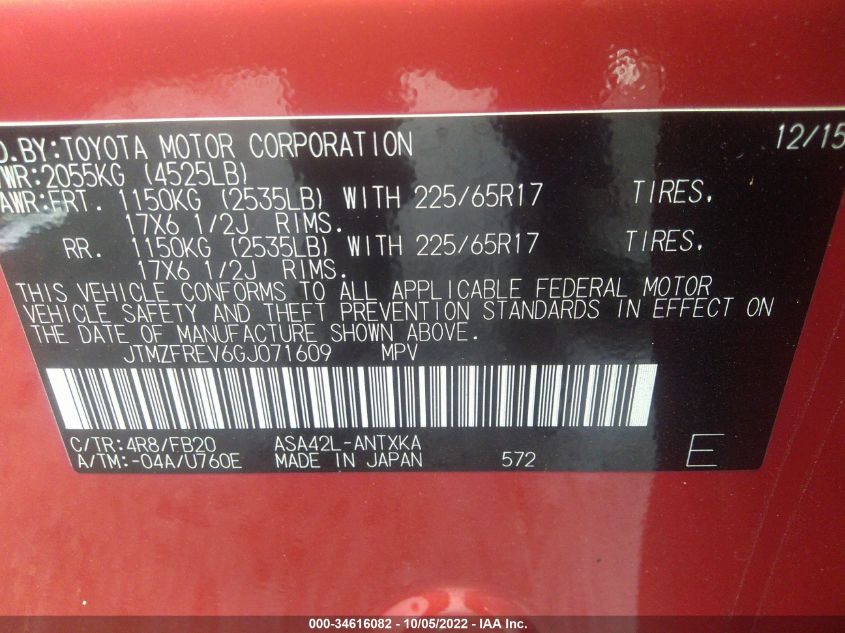 D.BY:TOYOTA MOTOR CORPORATION 12/15
WR:2055KG (4525LB)
AWR:FRT. 1150KG (2535LB) WITH 225/65R17 TIRES,
17X6 1/2J RIMS.
RR. 1150KG (2535LB) WITH 225/65R17 TIRES,
17X6 1/2J RIMS.
THIS VEHICLE CONFORMS TO ALL APPLICABLE FEDERAL MOTOR
VEHICLE SAFETY AND THEFT PREVENTION STANDARDS IN EFFECT ON
THE DATE OF MANUFACTURE SHOWN ABOVE.
JTMZFREV6GJ071609 MPV
C/TR:4R8/FB20 ASA42L-ANTXKA
A/TM:-04A/U760E MADE IN JAPAN 572 E
000-34616082 - 10/05/2022 - IAA Inc.